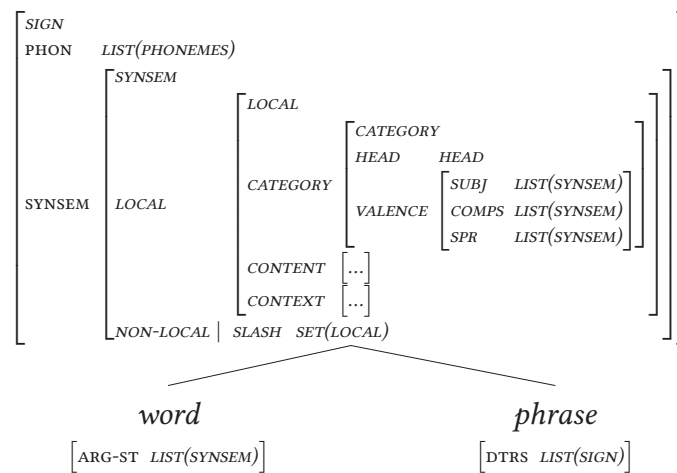 SIGN
PHON LIST(PHONEMES)
SYNSEM
LOCAL
CATEGORY
HEAD HEAD
CATEGORY
SUBJ LIST(SYNSEM)
SYNSEM LOCAL VALENCE COMPS LIST(SYNSEM)
SPR LIST(SYNSEM)
CONTENT [...]
CONTEXT [...]
NON-LOCAL | SLASH SET(LOCAL)
word phrase
[ARG-ST LIST(SYNSEM)] [DTRS LIST(SIGN)]